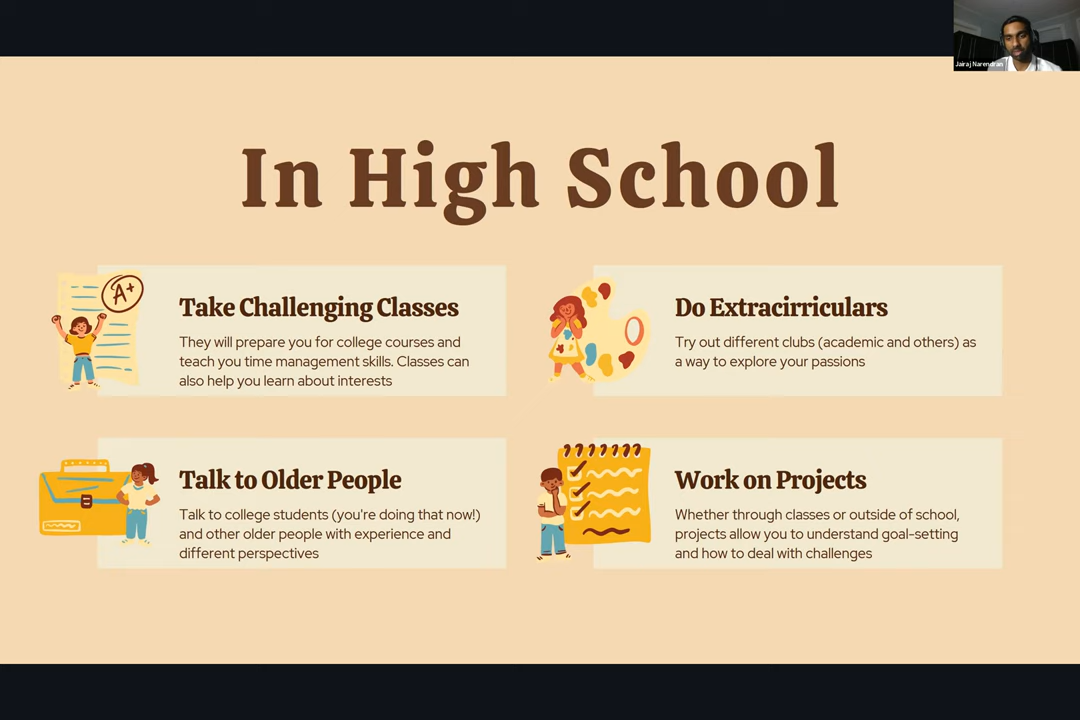 Jairaj Narendran
In High School
A+
Take Challenging Classes
They will prepare you for college courses and
teach you time management skills. Classes can
also help you learn about interests
Do Extracirriculars
Try out different clubs (academic and others) as
a way to explore your passions
Talk to Older People
Talk to college students (you're doing that now!)
and other older people with experience and
different perspectives
Work on Projects
Whether through classes or outside of school,
projects allow you to understand goal-setting
and how to deal with challenges